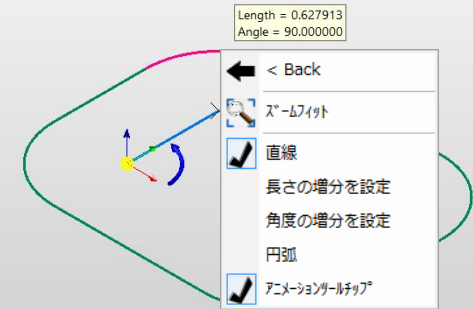 Length = 0.627913
Angle = 90.000000
< Back
ｽﾞｰﾑﾌｨｯﾄ
直線
長さの増分を設定
角度の増分を設定
円弧
ｱﾆﾒｰｼｮﾝﾂｰﾙﾁｯﾌﾟ